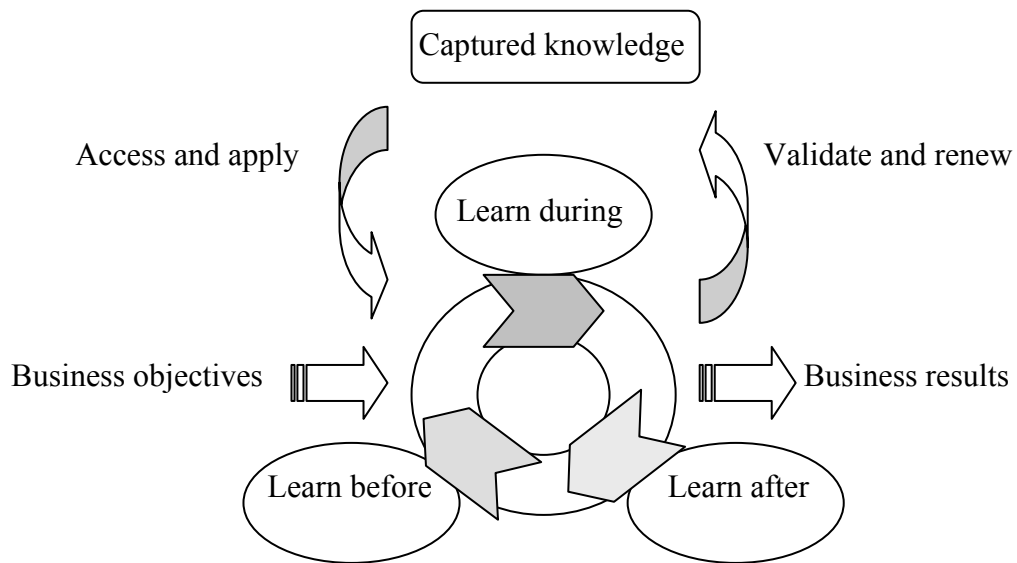 Captured knowledge
Access and apply
Validate and renew
Learn during
Business objectives
Business results
Learn before
Learn after